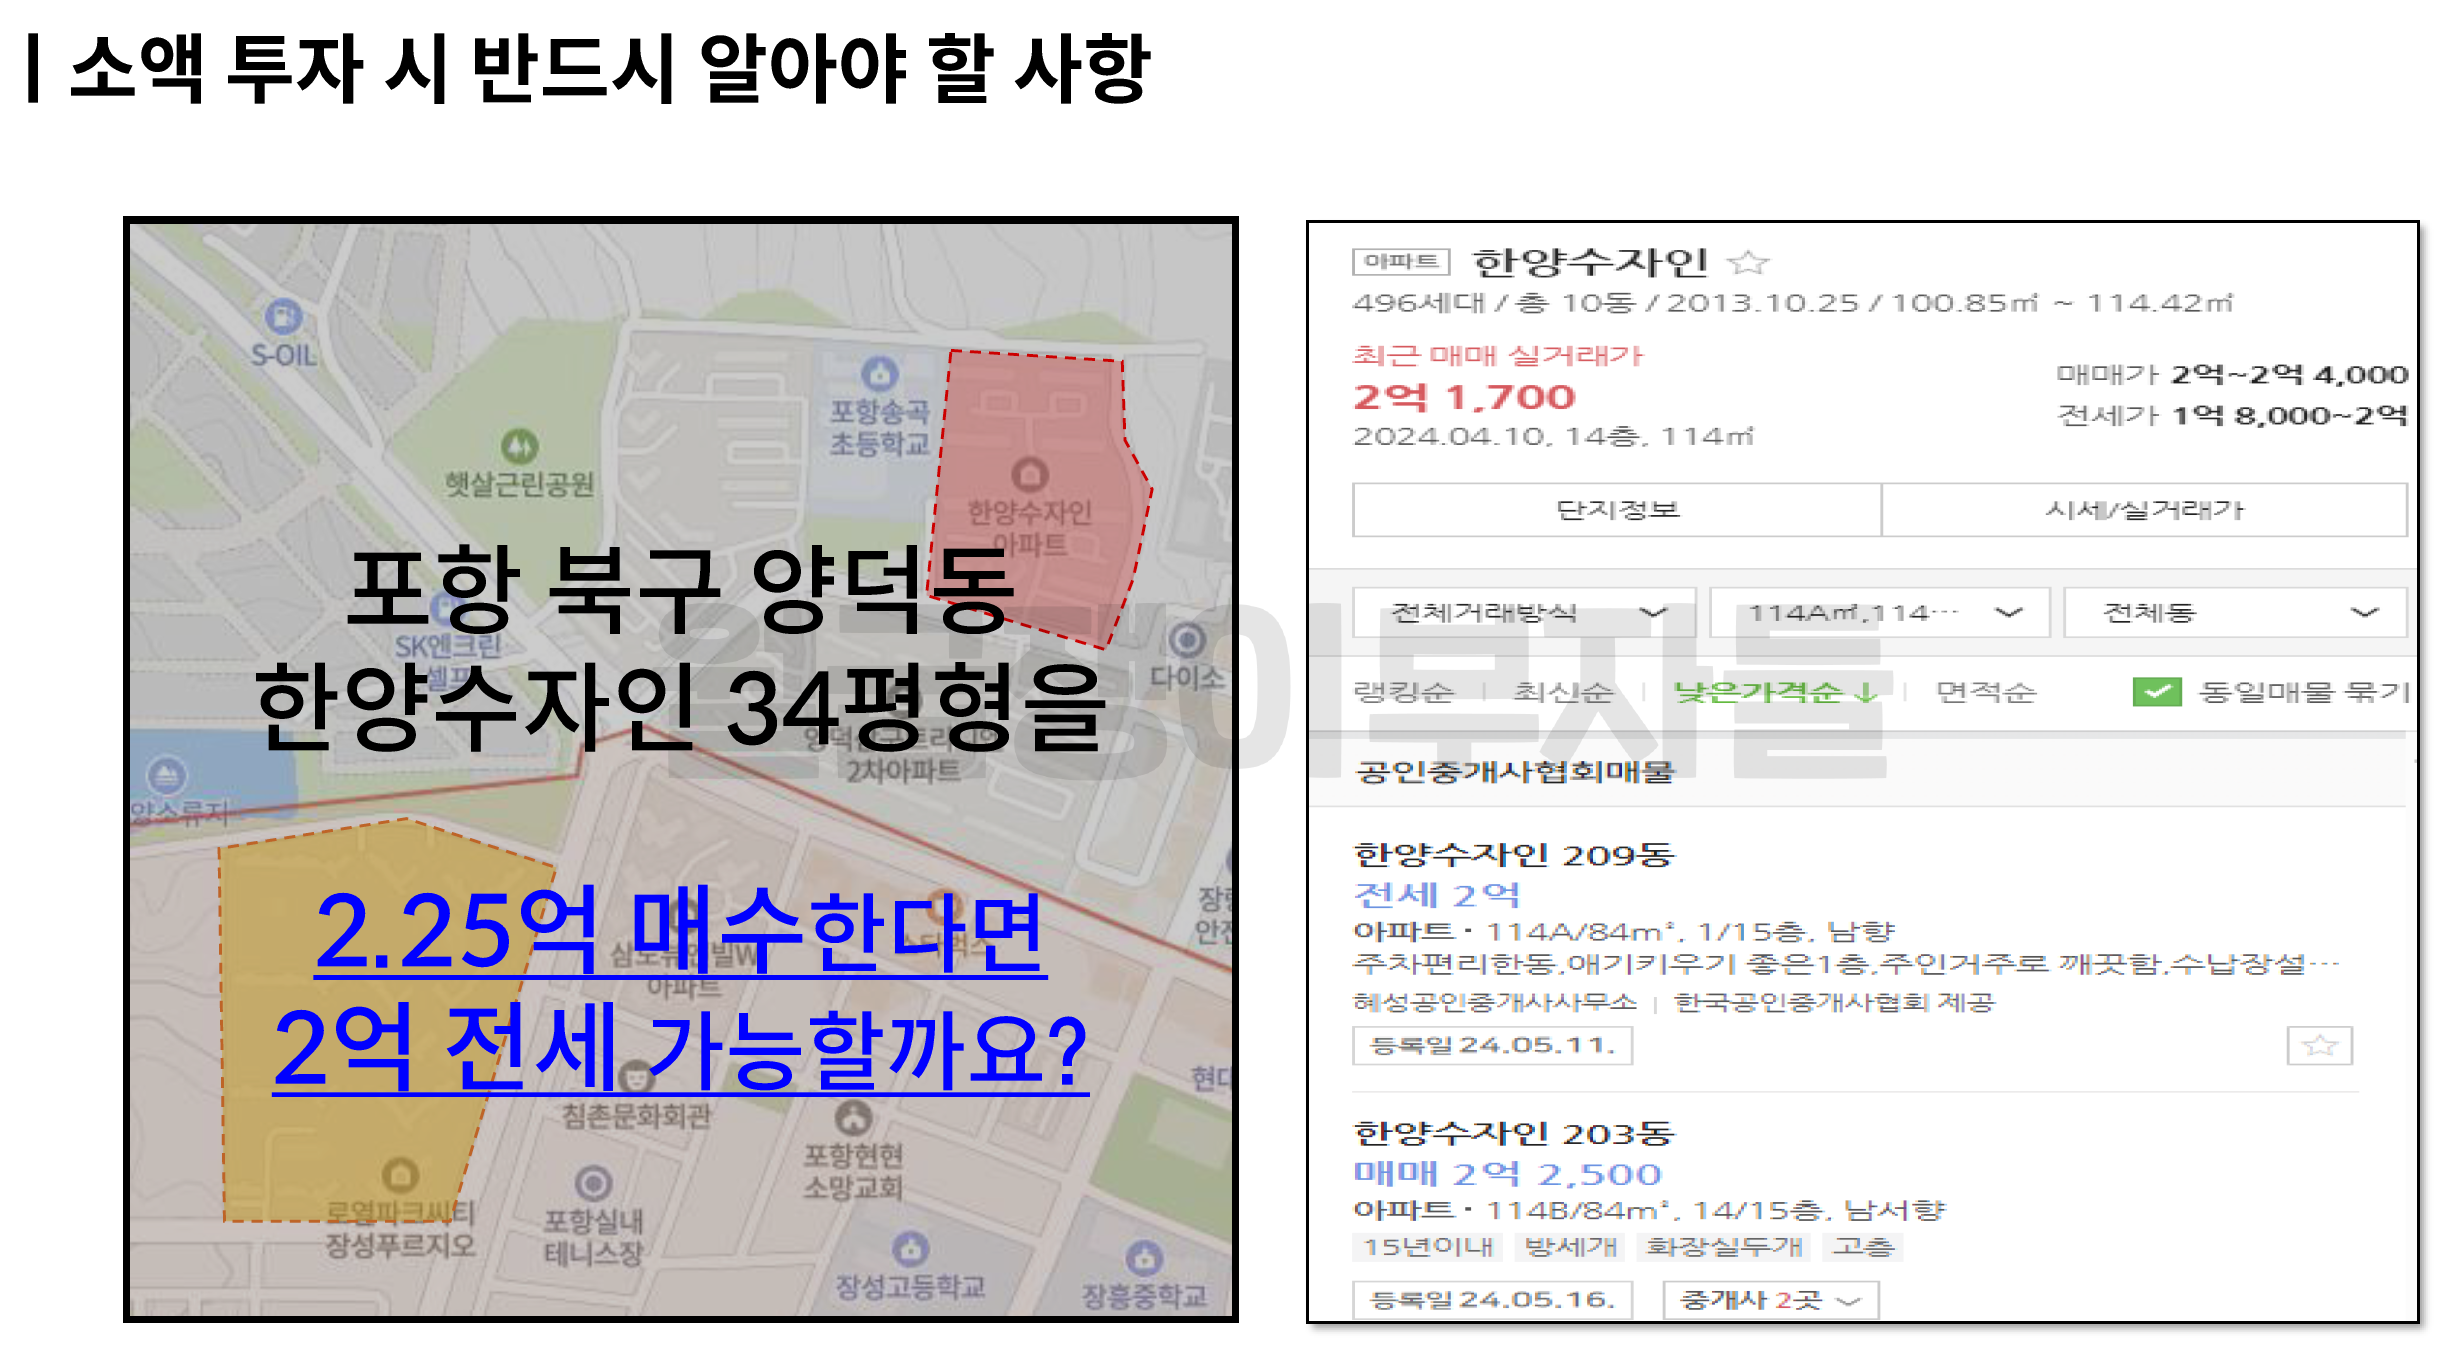 | 소액 투자 시 반드시 알아야 할 사항
S-OIL
햇살근린공원
포항송곡
초등학교
한양수자인
아파트
포항 북구 양덕동
SK엔크린
셀프
다이소
한양수자인 34평형을
2차아파트
양소류지
2.25억 매수한다면
아파트
2억 전세 가능할까요?
침촌문화회관
포항현현
소망교회
로열파크씨티
장성푸르지오
포항실내
테니스장
장성고등학교
장흥중학교
월급쟁이부자들
아파트 한양수자인
496세대 / 총 10동 / 2013.10.25 / 100.85㎡ ~ 114.42㎡
최근 매매 실거래가
2억 1,700
2024.04.10, 14층, 114㎡
매매가 2억~2억 4,000
전세가 1억 8,000~2억
단지정보 시세/실거래가
전체거래방식 114A㎡,114··· 전체동
랭킹순 최신순 낮은가격순↓ 면적순 동일매물 묶기
공인중개사협회매물
한양수자인 209동
전세 2억
아파트 · 114A/84m², 1/15층, 남향
주차편리한동,애기키우기 좋은1층,주인거주로 깨끗함,수납장설···
혜성공인중개사사무소 | 한국공인중개사협회 제공
등록일 24.05.11.
한양수자인 203동
매매 2억 2,500
아파트 · 114B/84m², 14/15층, 남서향
15년이내 방세개 화장실두개 고층
등록일 24.05.16. 중개사 2곳